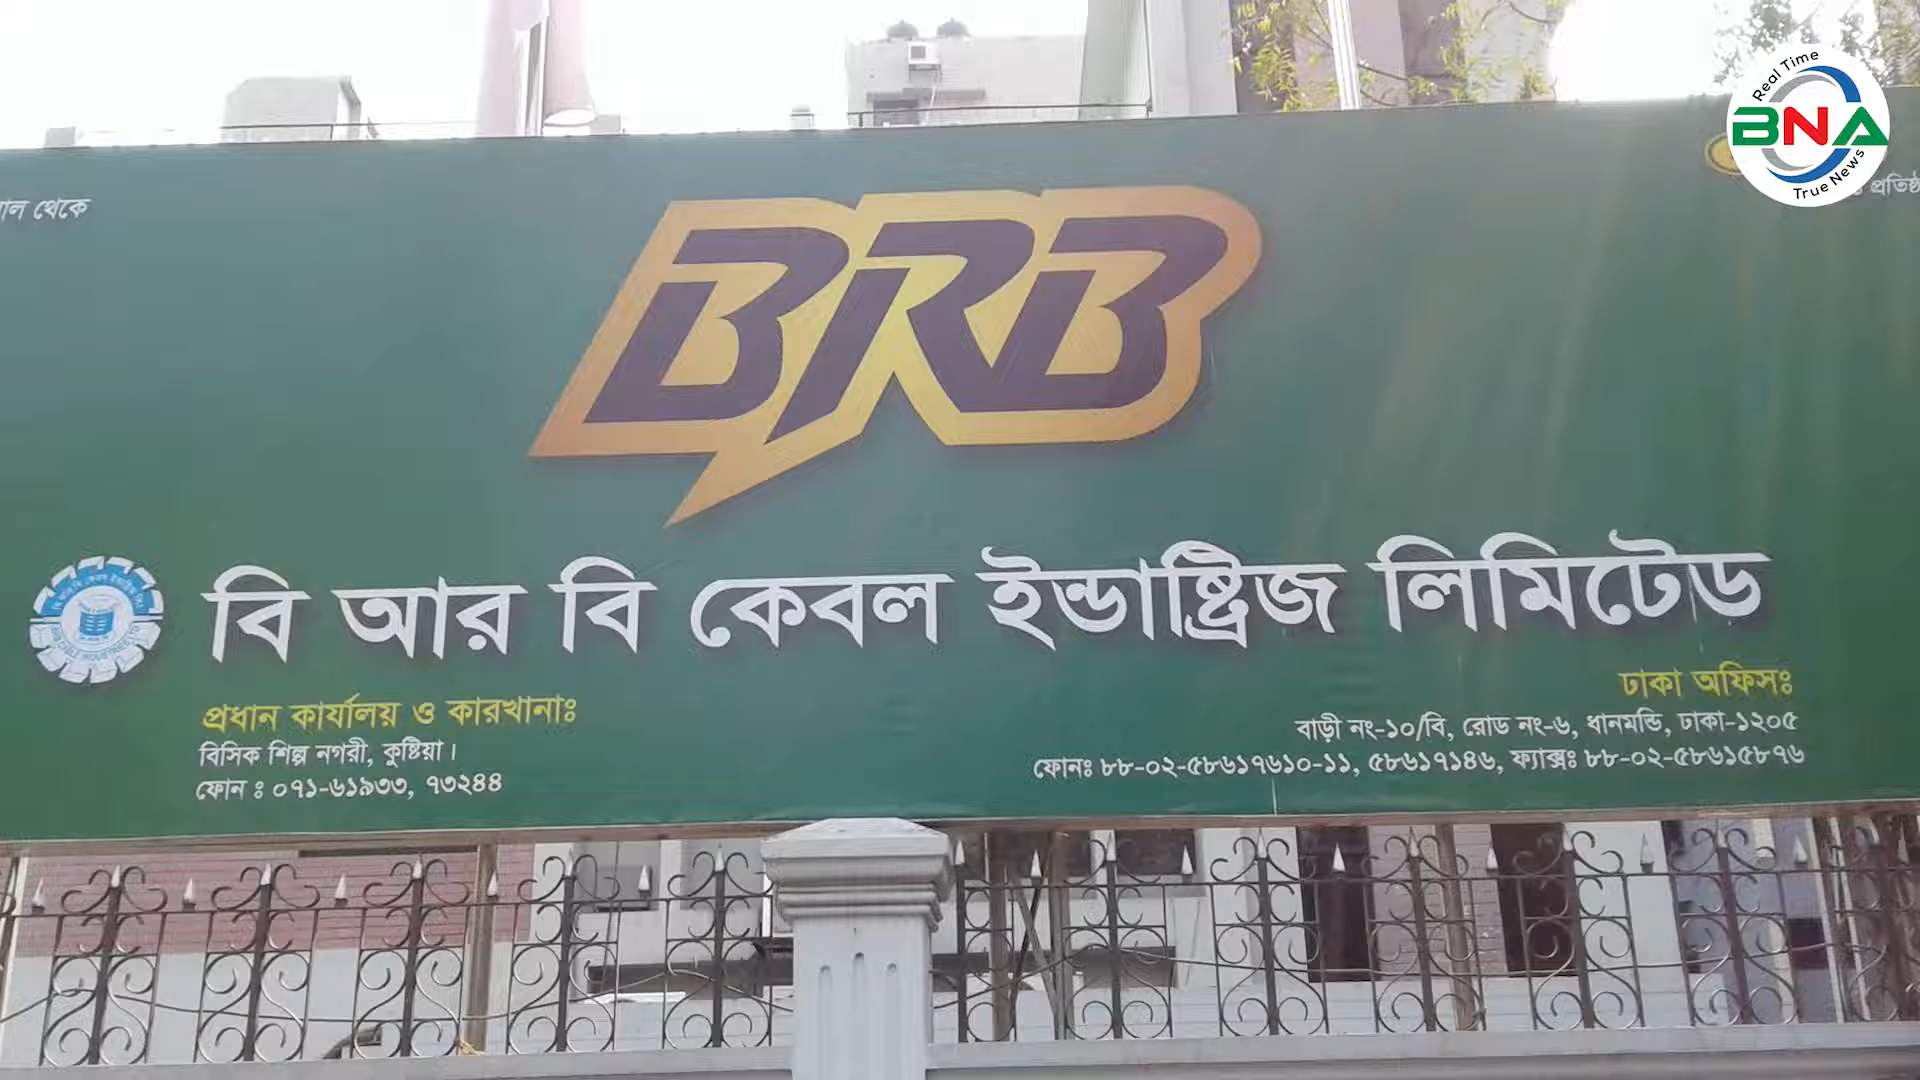 Real Time
BNA
True News
থেকে
BRB
বি আর বি কেবল ইন্ডাষ্ট্রিজ লিমিটেড
প্রধান কার্যালয় ও কারখানাঃ
বিসিক শিল্প নগরী, কুষ্টিয়া।
ফোন ঃ ০৭১-৬১৯৩৩, ৭৩২৪৪
ঢাকা অফিসঃ
বাড়ী নং-১০/বি, রোড নং-৬, ধানমন্ডি, ঢাকা-১২০৫
ফোনঃ ৮৮-০২-৫৮৬১৭৬১০-১১, ৫৮৬১৭১৪৬, ফ্যাক্সঃ ৮৮-০২-৫৮৬১৫৮৭৬